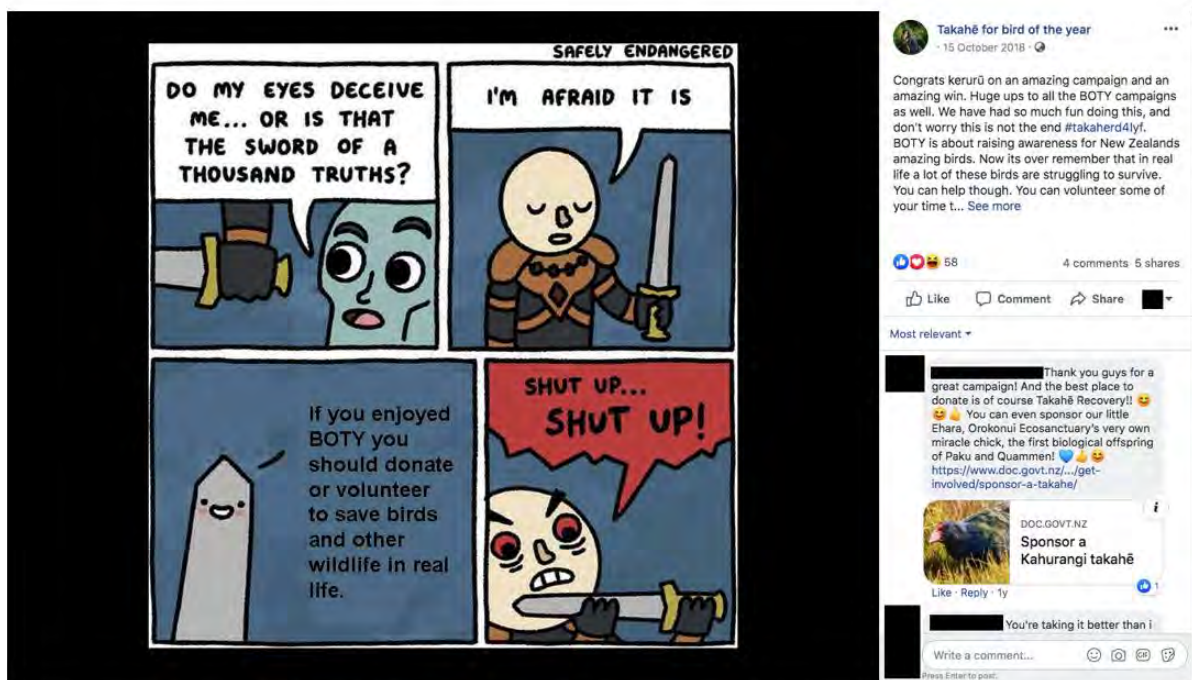 SAFELY ENDANGERED
DO MY EYES DECEIVE
ME... OR IS THAT
THE SWORD OF A
THOUSAND TRUTHS?
I'M AFRAID IT IS
If you enjoyed
BOTY you
should donate
or volunteer
to save birds
and other
wildlife in real
life.
SHUT UP...
SHUT UP!
Takahē for bird of the year
15 October 2018
Congrats kerurū on an amazing campaign and an
amazing win. Huge ups to all the BOTY campaigns
as well. We have had so much fun doing this, and
don't worry this is not the end #takaherd4lyf.
BOTY is about raising awareness for New Zealands
amazing birds. Now its over remember that in real
life a lot of these birds are struggling to survive.
You can help though. You can volunteer some of
your time t... See more
58
4 comments 5 shares
Like Comment Share
Most relevant
Thank you guys for a
great campaign! And the best place to
donate is of course Takahē Recovery!! 😊
😊👍 You can even sponsor our little
Ehara, Orokonui Ecosanctuary's very own
miracle chick, the first biological offspring
of Paku and Quammen! 💙👍😊
https://www.doc.govt.nz/.../get-
involved/sponsor-a-takahe/
i
DOC.GOVT.NZ
Sponsor a
Kahurangi takahē
Like · Reply · 1y
1
You're taking it better than i
Write a comment...
GIF
Press Enter to post.